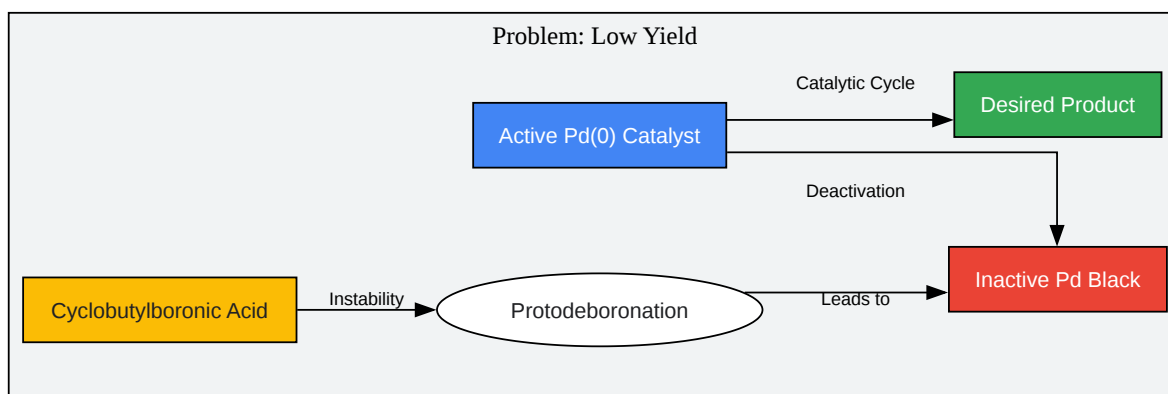 Problem: Low Yield
Catalytic Cycle
Desired Product
Active Pd(0) Catalyst
Deactivation
Inactive Pd Black
Cyclobutylboronic Acid
Instability
Protodeboronation
Leads to